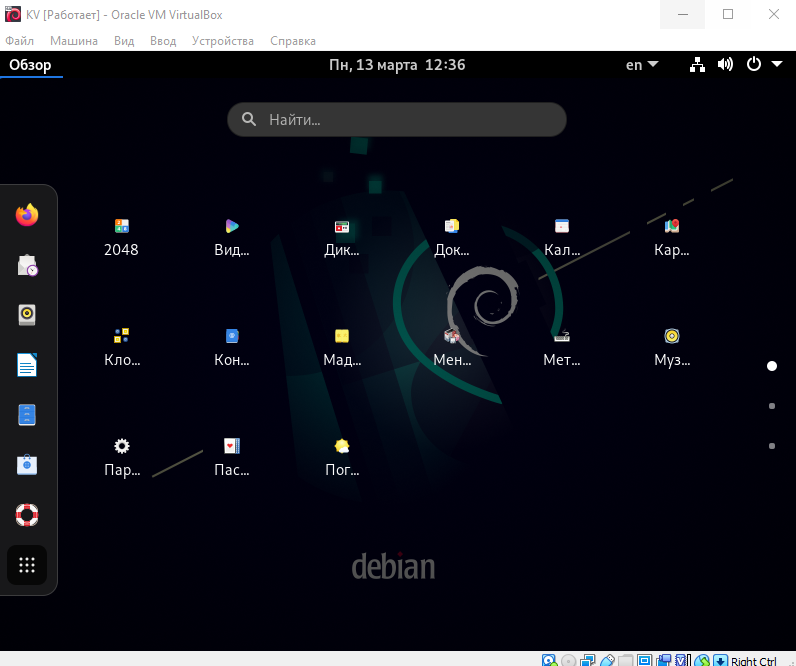 KV [Работает] - Oracle VM VirtualBox
Файл Машина Вид Ввод Устройства Справка
Обзор Пн, 13 марта 12:36 en
Найти...
2048 Вид... Дик... Док... Кал... Кар...
Кло... Кон... Мад... Мен... Мет... Муз...
Пар... Пас... Пог...
debian
Right Ctrl